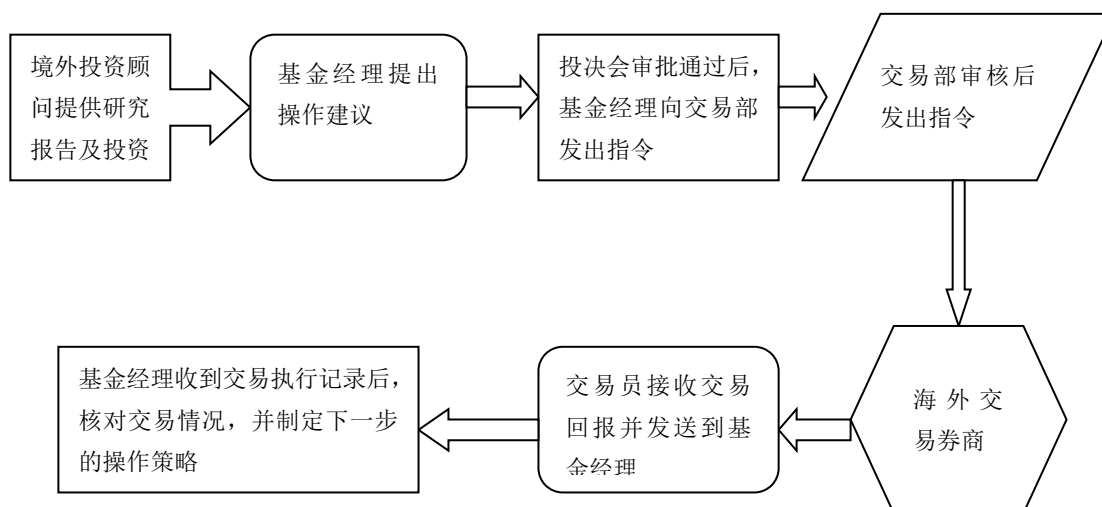 境外投资顾
问提供研究
报告及投资
基金经理提出
操作建议
投决会审批通过后，
基金经理向交易部
发出指令
交易部审核后
发出指令
海外交
易券商
交易员接收交易
回报并发送到基
金经理
基金经理收到交易执行记录后，
核对交易情况，并制定下一步
的操作策略